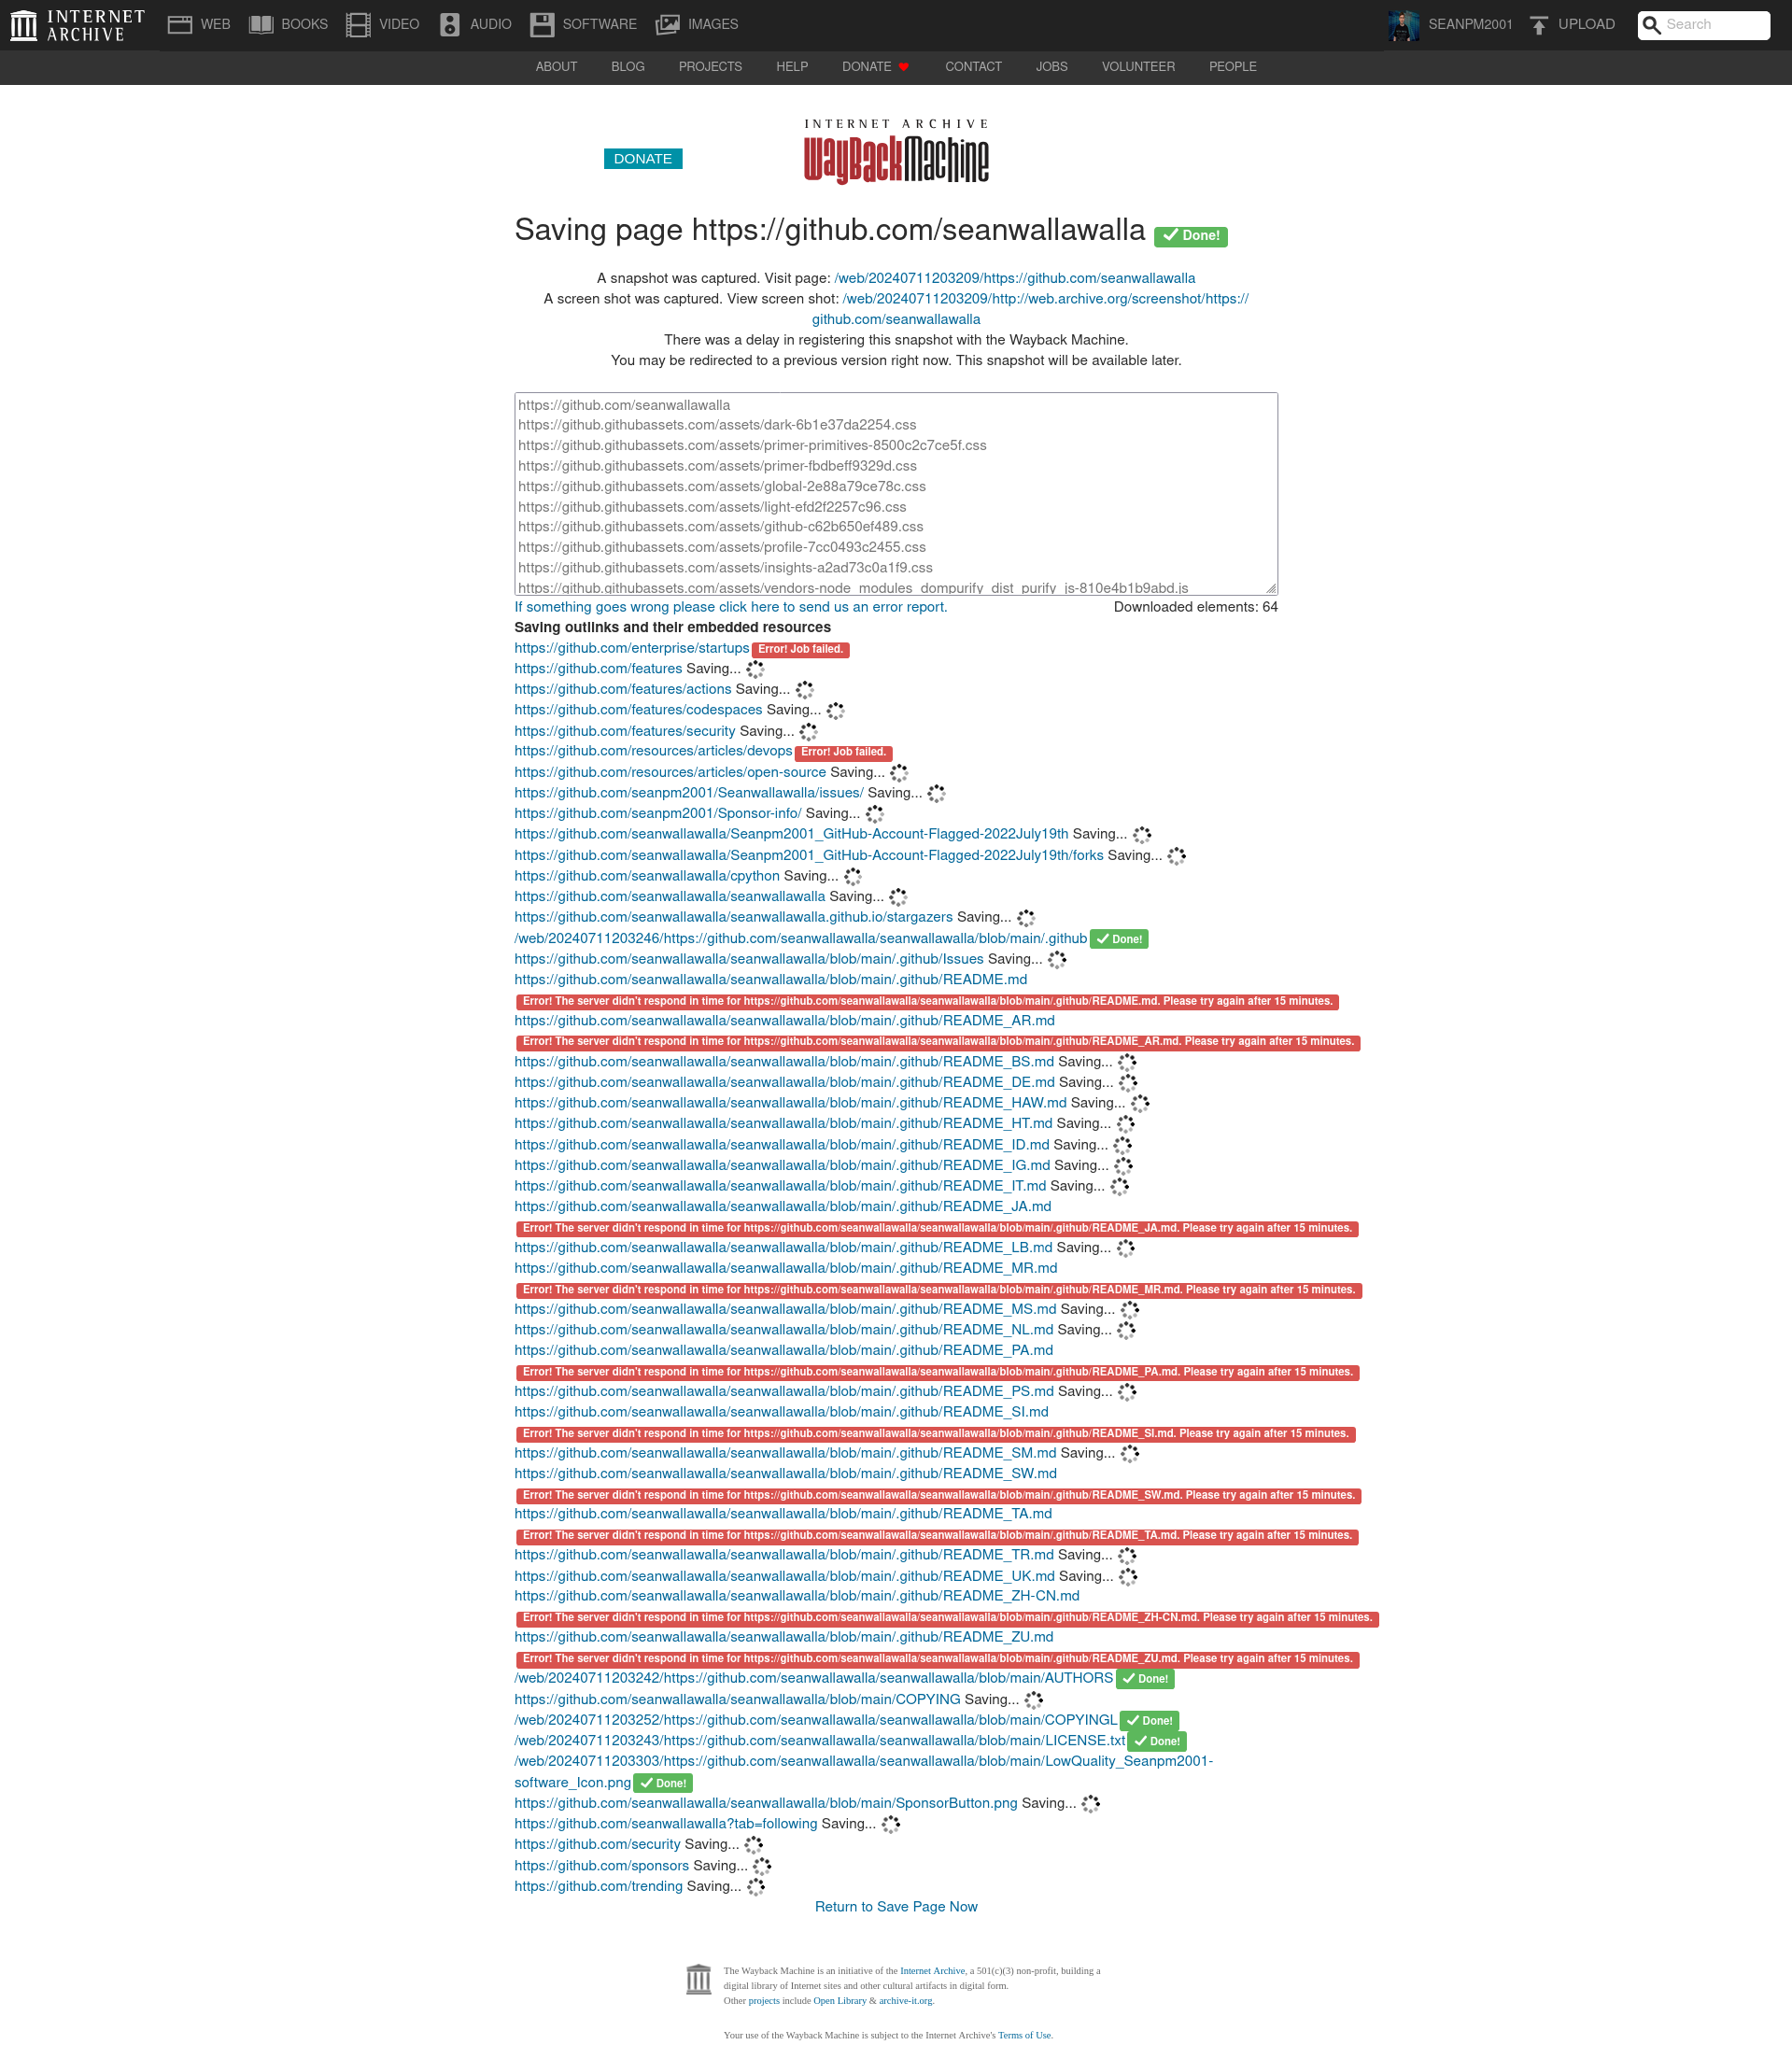 INTERNET ARCHIVE WEB BOOKS VIDEO AUDIO SOFTWARE IMAGES SEANPM2001 UPLOAD Search
ABOUT BLOG PROJECTS HELP DONATE CONTACT JOBS VOLUNTEER PEOPLE
INTERNET ARCHIVE
DONATE WayBackMachine
Saving page https://github.com/seanwallawalla Done!
A snapshot was captured. Visit page: /web/20240711203209/https://github.com/seanwallawalla
A screen shot was captured. View screen shot: /web/20240711203209/http://web.archive.org/screenshot/https://
github.com/seanwallawalla
There was a delay in registering this snapshot with the Wayback Machine.
You may be redirected to a previous version right now. This snapshot will be available later.
https://github.com/seanwallawalla
https://github.githubassets.com/assets/dark-6b1e37da2254.css
https://github.githubassets.com/assets/primer-primitives-8500c2c7ce5f.css
https://github.githubassets.com/assets/primer-fbdbeff9329d.css
https://github.githubassets.com/assets/global-2e88a79ce78c.css
https://github.githubassets.com/assets/light-efd2f2257c96.css
https://github.githubassets.com/assets/github-c62b650ef489.css
https://github.githubassets.com/assets/profile-7cc0493c2455.css
https://github.githubassets.com/assets/insights-a2ad73c0a1f9.css
https://github.githubassets.com/assets/vendors-node_modules_dompurify_dist_purify_js-810e4b1b9abd.js
If something goes wrong please click here to send us an error report. Downloaded elements: 64
Saving outlinks and their embedded resources
https://github.com/enterprise/startups Error! Job failed.
https://github.com/features Saving...
https://github.com/features/actions Saving...
https://github.com/features/codespaces Saving...
https://github.com/features/security Saving...
https://github.com/resources/articles/devops Error! Job failed.
https://github.com/resources/articles/open-source Saving...
https://github.com/seanpm2001/Seanwallawalla/issues/ Saving...
https://github.com/seanpm2001/Sponsor-info/ Saving...
https://github.com/seanwallawalla/Seanpm2001_GitHub-Account-Flagged-2022July19th Saving...
https://github.com/seanwallawalla/Seanpm2001_GitHub-Account-Flagged-2022July19th/forks Saving...
https://github.com/seanwallawalla/cpython Saving...
https://github.com/seanwallawalla/seanwallawalla Saving...
https://github.com/seanwallawalla/seanwallawalla.github.io/stargazers Saving...
/web/20240711203246/https://github.com/seanwallawalla/seanwallawalla/blob/main/.github Done!
https://github.com/seanwallawalla/seanwallawalla/blob/main/.github/Issues Saving...
https://github.com/seanwallawalla/seanwallawalla/blob/main/.github/README.md
Error! The server didn't respond in time for https://github.com/seanwallawalla/seanwallawalla/blob/main/.github/README.md. Please try again after 15 minutes.
https://github.com/seanwallawalla/seanwallawalla/blob/main/.github/README_AR.md
Error! The server didn't respond in time for https://github.com/seanwallawalla/seanwallawalla/blob/main/.github/README_AR.md. Please try again after 15 minutes.
https://github.com/seanwallawalla/seanwallawalla/blob/main/.github/README_BS.md Saving...
https://github.com/seanwallawalla/seanwallawalla/blob/main/.github/README_DE.md Saving...
https://github.com/seanwallawalla/seanwallawalla/blob/main/.github/README_HAW.md Saving...
https://github.com/seanwallawalla/seanwallawalla/blob/main/.github/README_HT.md Saving...
https://github.com/seanwallawalla/seanwallawalla/blob/main/.github/README_ID.md Saving...
https://github.com/seanwallawalla/seanwallawalla/blob/main/.github/README_IG.md Saving...
https://github.com/seanwallawalla/seanwallawalla/blob/main/.github/README_IT.md Saving...
https://github.com/seanwallawalla/seanwallawalla/blob/main/.github/README_JA.md
Error! The server didn't respond in time for https://github.com/seanwallawalla/seanwallawalla/blob/main/.github/README_JA.md. Please try again after 15 minutes.
https://github.com/seanwallawalla/seanwallawalla/blob/main/.github/README_LB.md Saving...
https://github.com/seanwallawalla/seanwallawalla/blob/main/.github/README_MR.md
Error! The server didn't respond in time for https://github.com/seanwallawalla/seanwallawalla/blob/main/.github/README_MR.md. Please try again after 15 minutes.
https://github.com/seanwallawalla/seanwallawalla/blob/main/.github/README_MS.md Saving...
https://github.com/seanwallawalla/seanwallawalla/blob/main/.github/README_NL.md Saving...
https://github.com/seanwallawalla/seanwallawalla/blob/main/.github/README_PA.md
Error! The server didn't respond in time for https://github.com/seanwallawalla/seanwallawalla/blob/main/.github/README_PA.md. Please try again after 15 minutes.
https://github.com/seanwallawalla/seanwallawalla/blob/main/.github/README_PS.md Saving...
https://github.com/seanwallawalla/seanwallawalla/blob/main/.github/README_SI.md
Error! The server didn't respond in time for https://github.com/seanwallawalla/seanwallawalla/blob/main/.github/README_SI.md. Please try again after 15 minutes.
https://github.com/seanwallawalla/seanwallawalla/blob/main/.github/README_SM.md Saving...
https://github.com/seanwallawalla/seanwallawalla/blob/main/.github/README_SW.md
Error! The server didn't respond in time for https://github.com/seanwallawalla/seanwallawalla/blob/main/.github/README_SW.md. Please try again after 15 minutes.
https://github.com/seanwallawalla/seanwallawalla/blob/main/.github/README_TA.md
Error! The server didn't respond in time for https://github.com/seanwallawalla/seanwallawalla/blob/main/.github/README_TA.md. Please try again after 15 minutes.
https://github.com/seanwallawalla/seanwallawalla/blob/main/.github/README_TR.md Saving...
https://github.com/seanwallawalla/seanwallawalla/blob/main/.github/README_UK.md Saving...
https://github.com/seanwallawalla/seanwallawalla/blob/main/.github/README_ZH-CN.md
Error! The server didn't respond in time for https://github.com/seanwallawalla/seanwallawalla/blob/main/.github/README_ZH-CN.md. Please try again after 15 minutes.
https://github.com/seanwallawalla/seanwallawalla/blob/main/.github/README_ZU.md
Error! The server didn't respond in time for https://github.com/seanwallawalla/seanwallawalla/blob/main/.github/README_ZU.md. Please try again after 15 minutes.
/web/20240711203242/https://github.com/seanwallawalla/seanwallawalla/blob/main/AUTHORS Done!
https://github.com/seanwallawalla/seanwallawalla/blob/main/COPYING Saving...
/web/20240711203252/https://github.com/seanwallawalla/seanwallawalla/blob/main/COPYINGL Done!
/web/20240711203243/https://github.com/seanwallawalla/seanwallawalla/blob/main/LICENSE.txt Done!
/web/20240711203303/https://github.com/seanwallawalla/seanwallawalla/blob/main/LowQuality_Seanpm2001-
software_Icon.png Done!
https://github.com/seanwallawalla/seanwallawalla/blob/main/SponsorButton.png Saving...
https://github.com/seanwallawalla?tab=following Saving...
https://github.com/security Saving...
https://github.com/sponsors Saving...
https://github.com/trending Saving...
Return to Save Page Now
The Wayback Machine is an initiative of the Internet Archive, a 501(c)(3) non-profit, building a
digital library of Internet sites and other cultural artifacts in digital form.
Other projects include Open Library & archive-it.org.
Your use of the Wayback Machine is subject to the Internet Archive's Terms of Use.